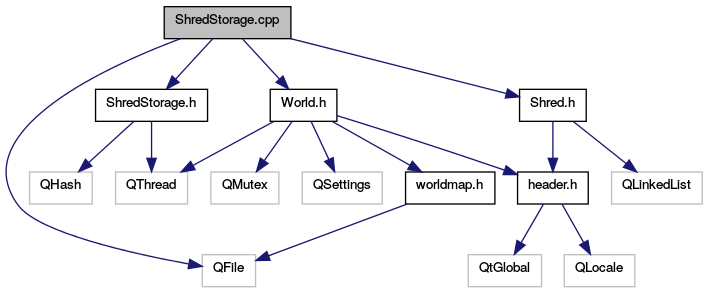 ShredStorage.cpp
ShredStorage.h
World.h
Shred.h
QHash
QThread
QMutex
QSettings
worldmap.h
header.h
QLinkedList
QFile
QtGlobal
QLocale